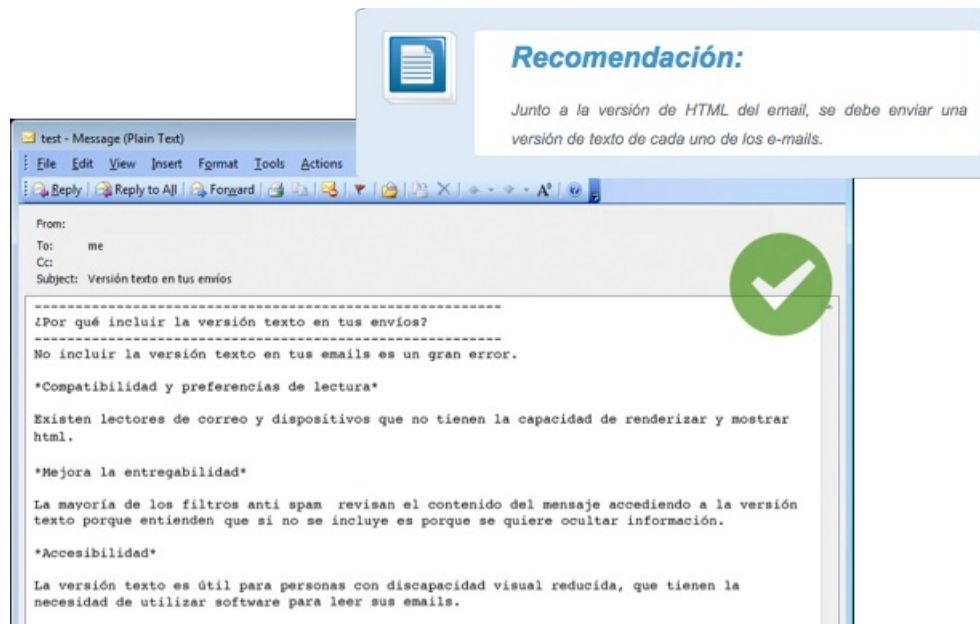 Recomendación:
Junto a la versión de HTML del email, se debe enviar una
versión de texto de cada uno de los e-mails.
test - Message (Plain Text)
File Edit View Insert Format Tools Actions
Reply Reply to All Forward
From:
To: me
Cc:
Subject: Versión texto en tus envíos
----------------------------------------------------------
¿Por qué incluir la versión texto en tus envíos?
----------------------------------------------------------
No incluir la versión texto en tus emails es un gran error.
*Compatibilidad y preferencias de lectura*
Existen lectores de correo y dispositivos que no tienen la capacidad de renderizar y mostrar
html.
*Mejora la entregabilidad*
La mayoría de los filtros anti spam revisan el contenido del mensaje accediendo a la versión
texto porque entienden que si no se incluye es porque se quiere ocultar información.
*Accesibilidad*
La versión texto es útil para personas con discapacidad visual reducida, que tienen la
necesidad de utilizar software para leer sus emails.